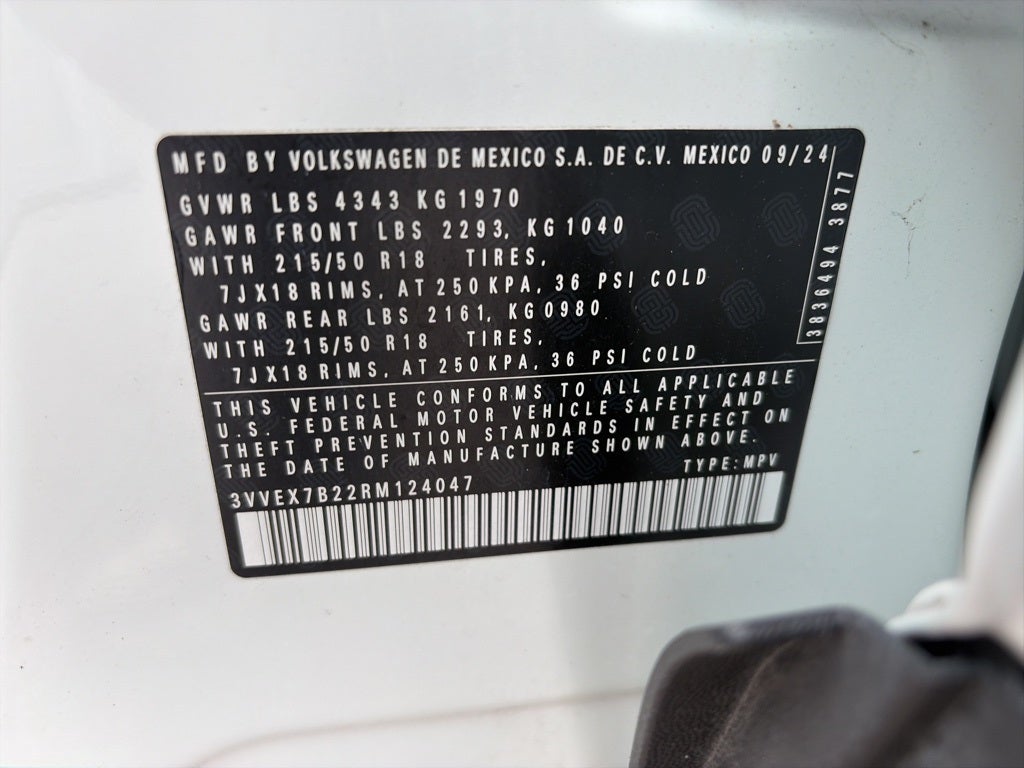 MFD BY VOLKSWAGEN DE MEXICO S.A. DE C.V. MEXICO 09/24
GVWR LBS 4343 KG 1970
GAWR FRONT LBS 2293, KG 1040
WITH 215/50 R18 TIRES,
7JX18 RIMS, AT 250 KPA, 36 PSI COLD
GAWR REAR LBS 2161, KG 0980
WITH 215/50 R18 TIRES,
7JX18 RIMS, AT 250 KPA, 36 PSI COLD
3836494 3877
THIS VEHICLE CONFORMS TO ALL APPLICABLE
U.S. FEDERAL MOTOR VEHICLE SAFETY AND
THEFT PREVENTION STANDARDS IN EFFECT ON
THE DATE OF MANUFACTURE SHOWN ABOVE.
TYPE: MPV
3VVEX7B22RM124047